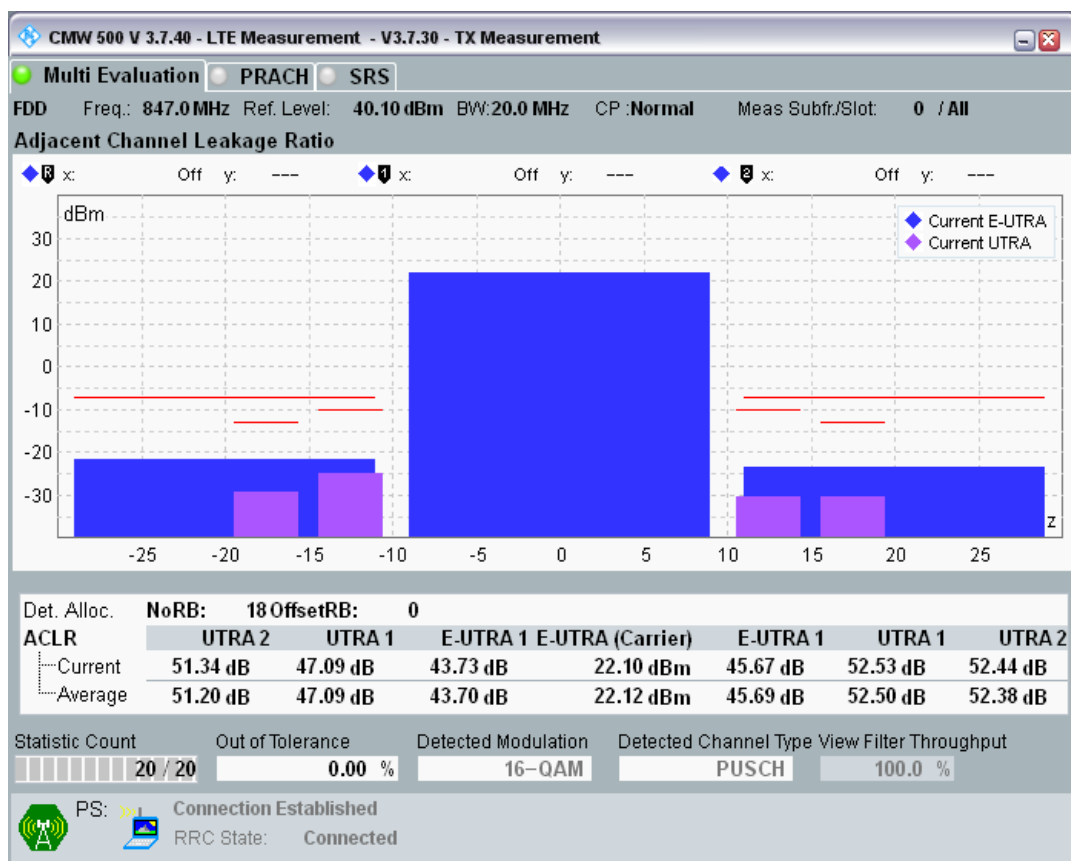 CMW 500 V 3.7.40 - LTE Measurement - V3.7.30 - TX Measurement
Multi Evaluation PRACH SRS
FDD Freq.: 847.0 MHz Ref. Level: 40.10 dBm BW:20.0 MHz CP :Normal Meas Subfr./Slot: 0 / All
Adjacent Channel Leakage Ratio
R x: Off y: --- 1 x: Off y: --- 2 x: Off y: ---
dBm
Current E-UTRA
Current UTRA
30
20
10
0
-10
-20
-30
z
-25 -20 -15 -10 -5 0 5 10 15 20 25
Det. Alloc. NoRB: 18 OffsetRB: 0
ACLR UTRA 2 UTRA 1 E-UTRA 1 E-UTRA (Carrier) E-UTRA 1 UTRA 1 UTRA 2
Current 51.34 dB 47.09 dB 43.73 dB 22.10 dBm 45.67 dB 52.53 dB 52.44 dB
Average 51.20 dB 47.09 dB 43.70 dB 22.12 dBm 45.69 dB 52.50 dB 52.38 dB
Statistic Count Out of Tolerance Detected Modulation Detected Channel Type View Filter Throughput
20 / 20 0.00 % 16-QAM PUSCH 100.0 %
PS: Connection Established
RRC State: Connected